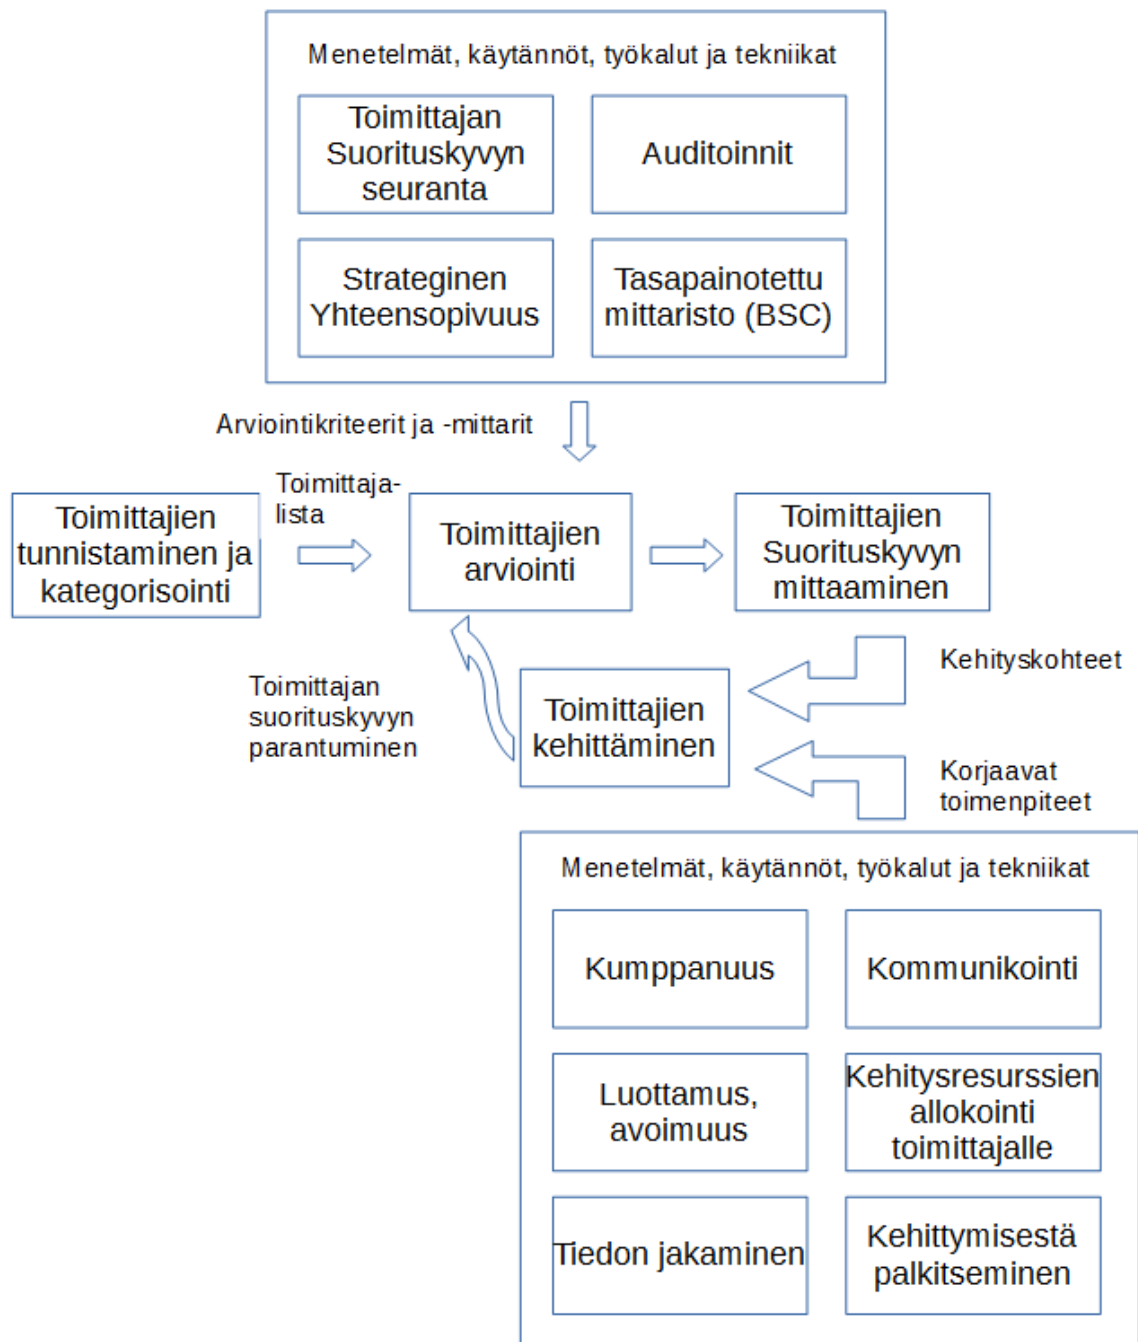 Menetelmät, käytännöt, työkalut ja tekniikat
Toimittajan
Suorituskyvyn
seuranta
Auditoinnit
Strateginen
Yhteensopivuus
Tasapainotettu
mittaristo (BSC)
Arviointikriteerit ja -mittarit
Toimittaja-
lista
Toimittajien
tunnistaminen ja
kategorisointi
Toimittajien
arviointi
Toimittajien
Suorituskyvyn
mittaaminen
Toimittajan
suorituskyvyn
parantuminen
Toimittajien
kehittäminen
Kehityskohteet
Korjaavat
toimenpiteet
Menetelmät, käytännöt, työkalut ja tekniikat
Kumppanuus
Kommunikointi
Luottamus,
avoimuus
Kehitysresurssien
allokointi
toimittajalle
Tiedon jakaminen
Kehittymisestä
palkitseminen